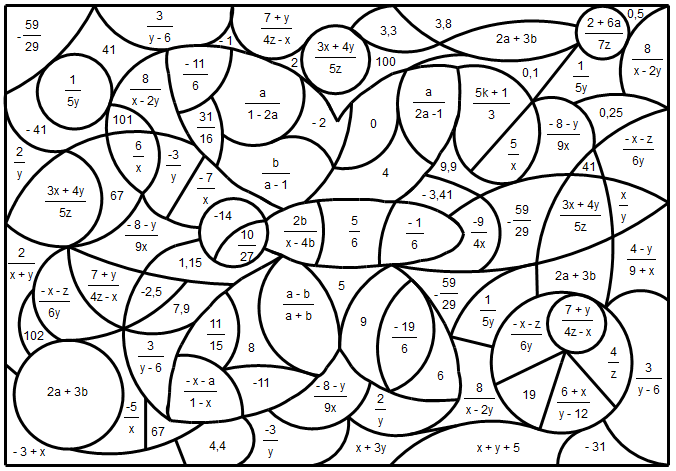 - 59/29
3/(y - 6)
7 + y/(4z - x)
3,3
3,8
2 + 6a/(7z)
0,5
41
- 1
3x + 4y/(5z)
2
100
2a + 3b
8/(x - 2y)
1/(5y)
8/(x - 2y)
- 11/6
a/(1 - 2a)
a/(2a - 1)
5k + 1/3
0,1
1/(5y)
0,25
- 41
101
31/16
- 2
0
- 8 - y/(9x)
- x - z/(6y)
2/y
6/x
-3/y
b/(a - 1)
4
9,9
5/x
41
3x + 4y/(5z)
67
- 7/x
- 3,41
- 8 - y/(9x)
-14
10/27
2b/(x - 4b)
5/6
- 1/6
-9/(4x)
- 59/29
3x + 4y/(5z)
x/y
2/(x + y)
1,15
2a + 3b
4 - y/(9 + x)
- x - z/(6y)
7 + y/(4z - x)
-2,5
7,9
a - b/(a + b)
5
- 59/29
1/(5y)
- x - z/(6y)
7 + y/(4z - x)
102
3/(y - 6)
11/15
8
9
- 19/6
6
4/z
3/(y - 6)
2a + 3b
- x - a/(1 - x)
-11
- 8 - y/(9x)
2/y
8/(x - 2y)
19
6 + x/(y - 12)
-5/x
67
- 3 + x
4,4
-3/y
x + 3y
x + y + 5
- 31